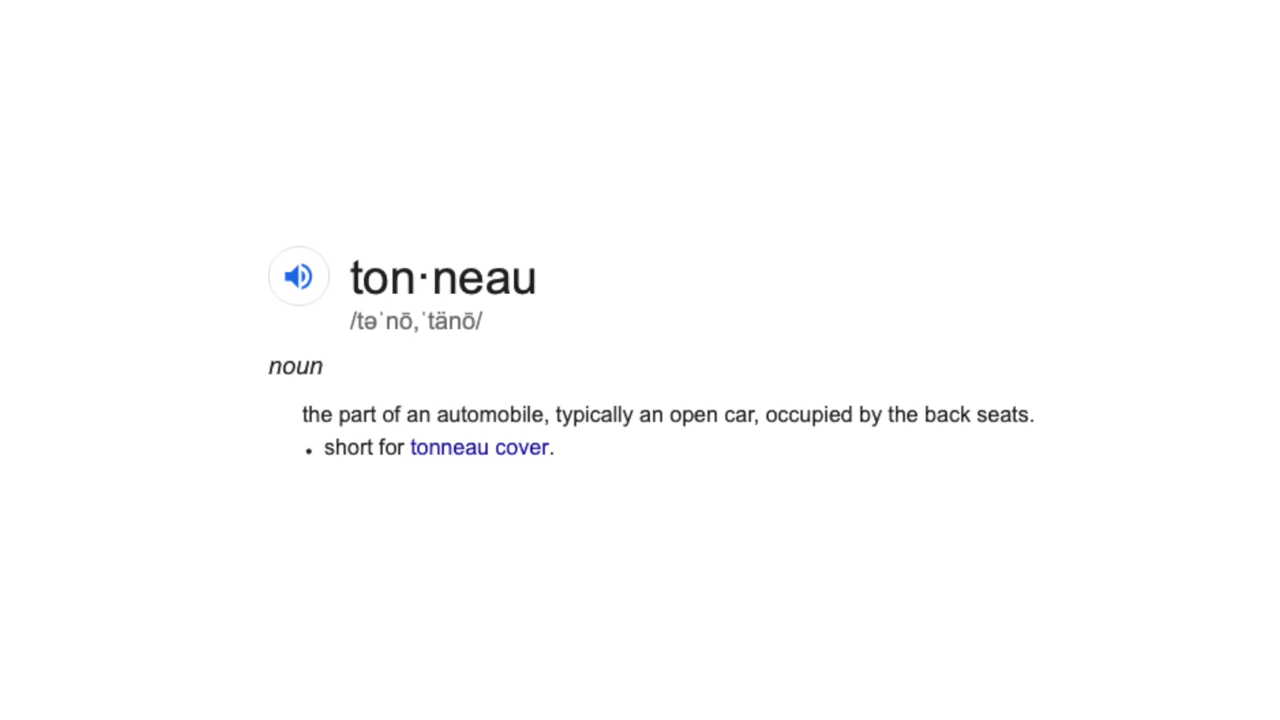 ton·neau
/təˈnō,ˈtänō/
noun
the part of an automobile, typically an open car, occupied by the back seats.
• short for tonneau cover.